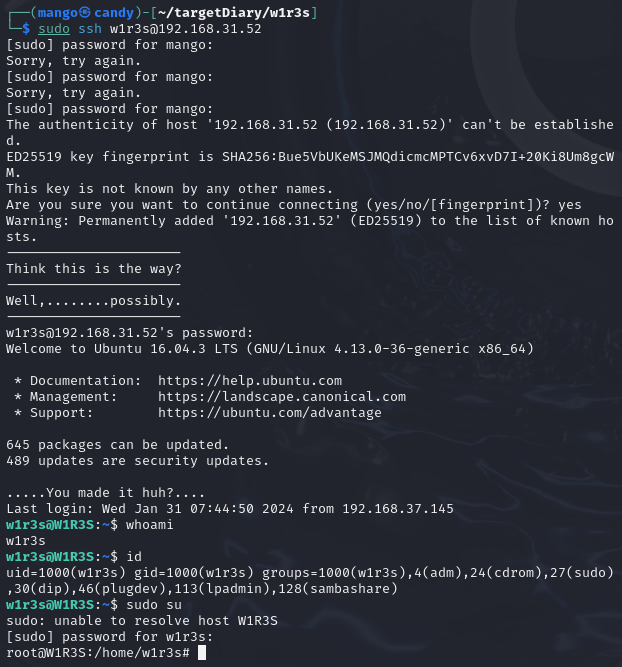 ┌──(mango㉿candy)-[~/targetDiary/w1r3s]
└─$ sudo ssh w1r3s@192.168.31.52
[sudo] password for mango:
Sorry, try again.
[sudo] password for mango:
Sorry, try again.
[sudo] password for mango:
The authenticity of host '192.168.31.52 (192.168.31.52)' can't be establishe
d.
ED25519 key fingerprint is SHA256:Bue5VbUKeMSJMQdicmcMPTCv6xvD7I+20Ki8Um8gcW
M.
This key is not known by any other names.
Are you sure you want to continue connecting (yes/no/[fingerprint])? yes
Warning: Permanently added '192.168.31.52' (ED25519) to the list of known ho
sts.
----------------------
Think this is the way?
----------------------
Well,........possibly.
----------------------
w1r3s@192.168.31.52's password:
Welcome to Ubuntu 16.04.3 LTS (GNU/Linux 4.13.0-36-generic x86_64)
* Documentation:  https://help.ubuntu.com
* Management:     https://landscape.canonical.com
* Support:        https://ubuntu.com/advantage
645 packages can be updated.
489 updates are security updates.
.....You made it huh?....
Last login: Wed Jan 31 07:44:50 2024 from 192.168.37.145
w1r3s@W1R3S:~$ whoami
w1r3s
w1r3s@W1R3S:~$ id
uid=1000(w1r3s) gid=1000(w1r3s) groups=1000(w1r3s),4(adm),24(cdrom),27(sudo)
,30(dip),46(plugdev),113(lpadmin),128(sambashare)
w1r3s@W1R3S:~$ sudo su
sudo: unable to resolve host W1R3S
[sudo] password for w1r3s:
root@W1R3S:/home/w1r3s#